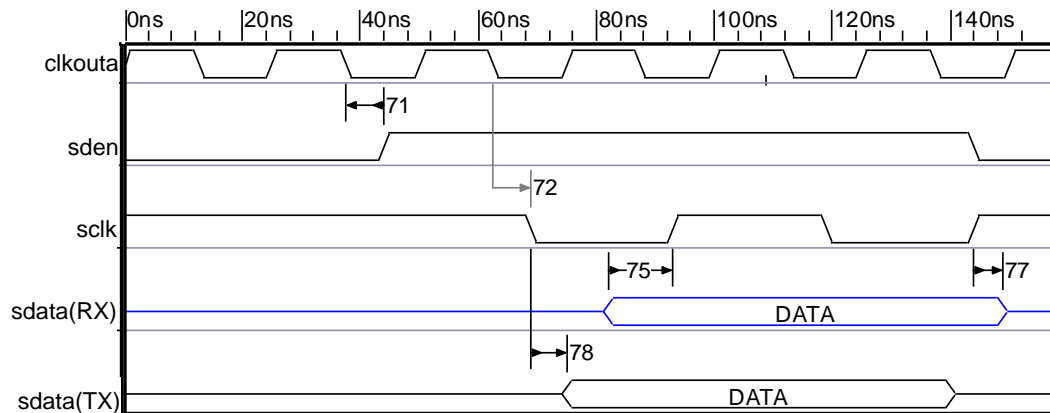 0ns 20ns 40ns 60ns 80ns 100ns 120ns 140ns
clkouta
71
sden
72
sclk
75 77
sdata(RX) DATA
78
sdata(TX) DATA